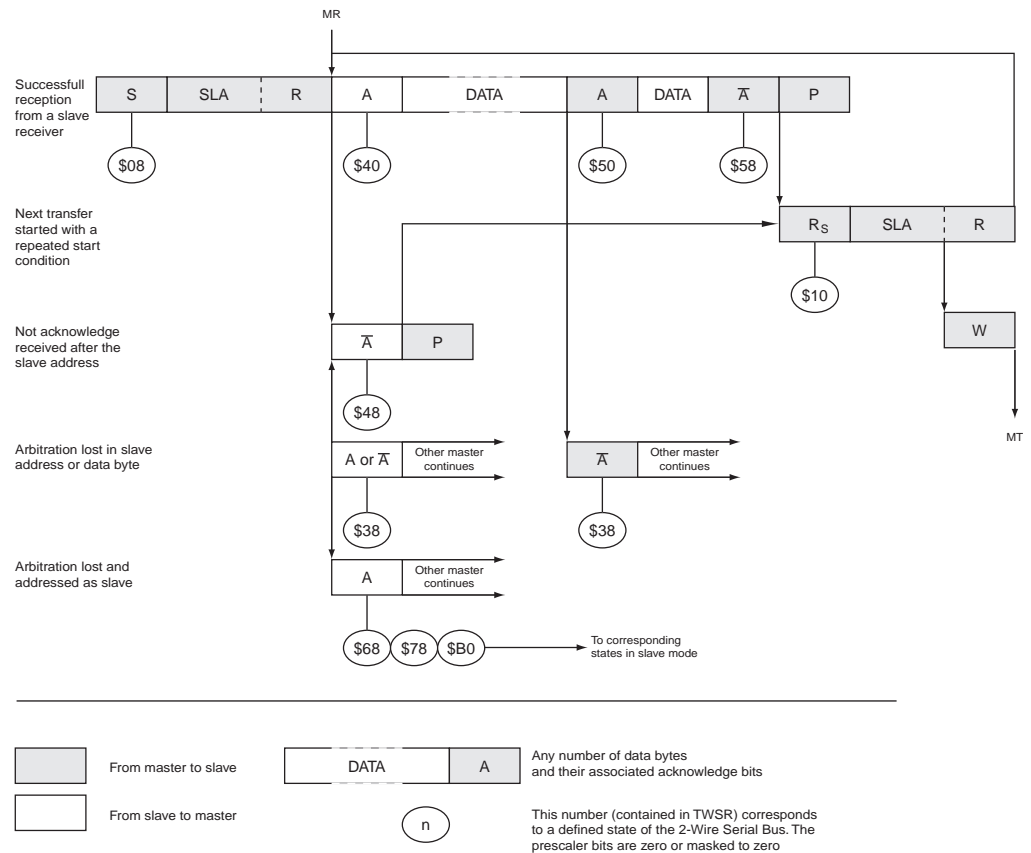 MR
Successfull
reception
from a slave
receiver
S SLA R A DATA A DATA A̅ P
$08 $40 $50 $58
Next transfer
started with a
repeated start
condition
RS SLA R
$10
W
MT
Not acknowledge
received after the
slave address
A̅ P
$48
Arbitration lost in slave
address or data byte
A or A̅
Other master
continues
A̅
Other master
continues
$38 $38
Arbitration lost and
addressed as slave
A
Other master
continues
$68 $78 $B0
To corresponding
states in slave mode
From master to slave
DATA A
Any number of data bytes
and their associated acknowledge bits
From slave to master
n
This number (contained in TWSR) corresponds
to a defined state of the 2-Wire Serial Bus. The
prescaler bits are zero or masked to zero